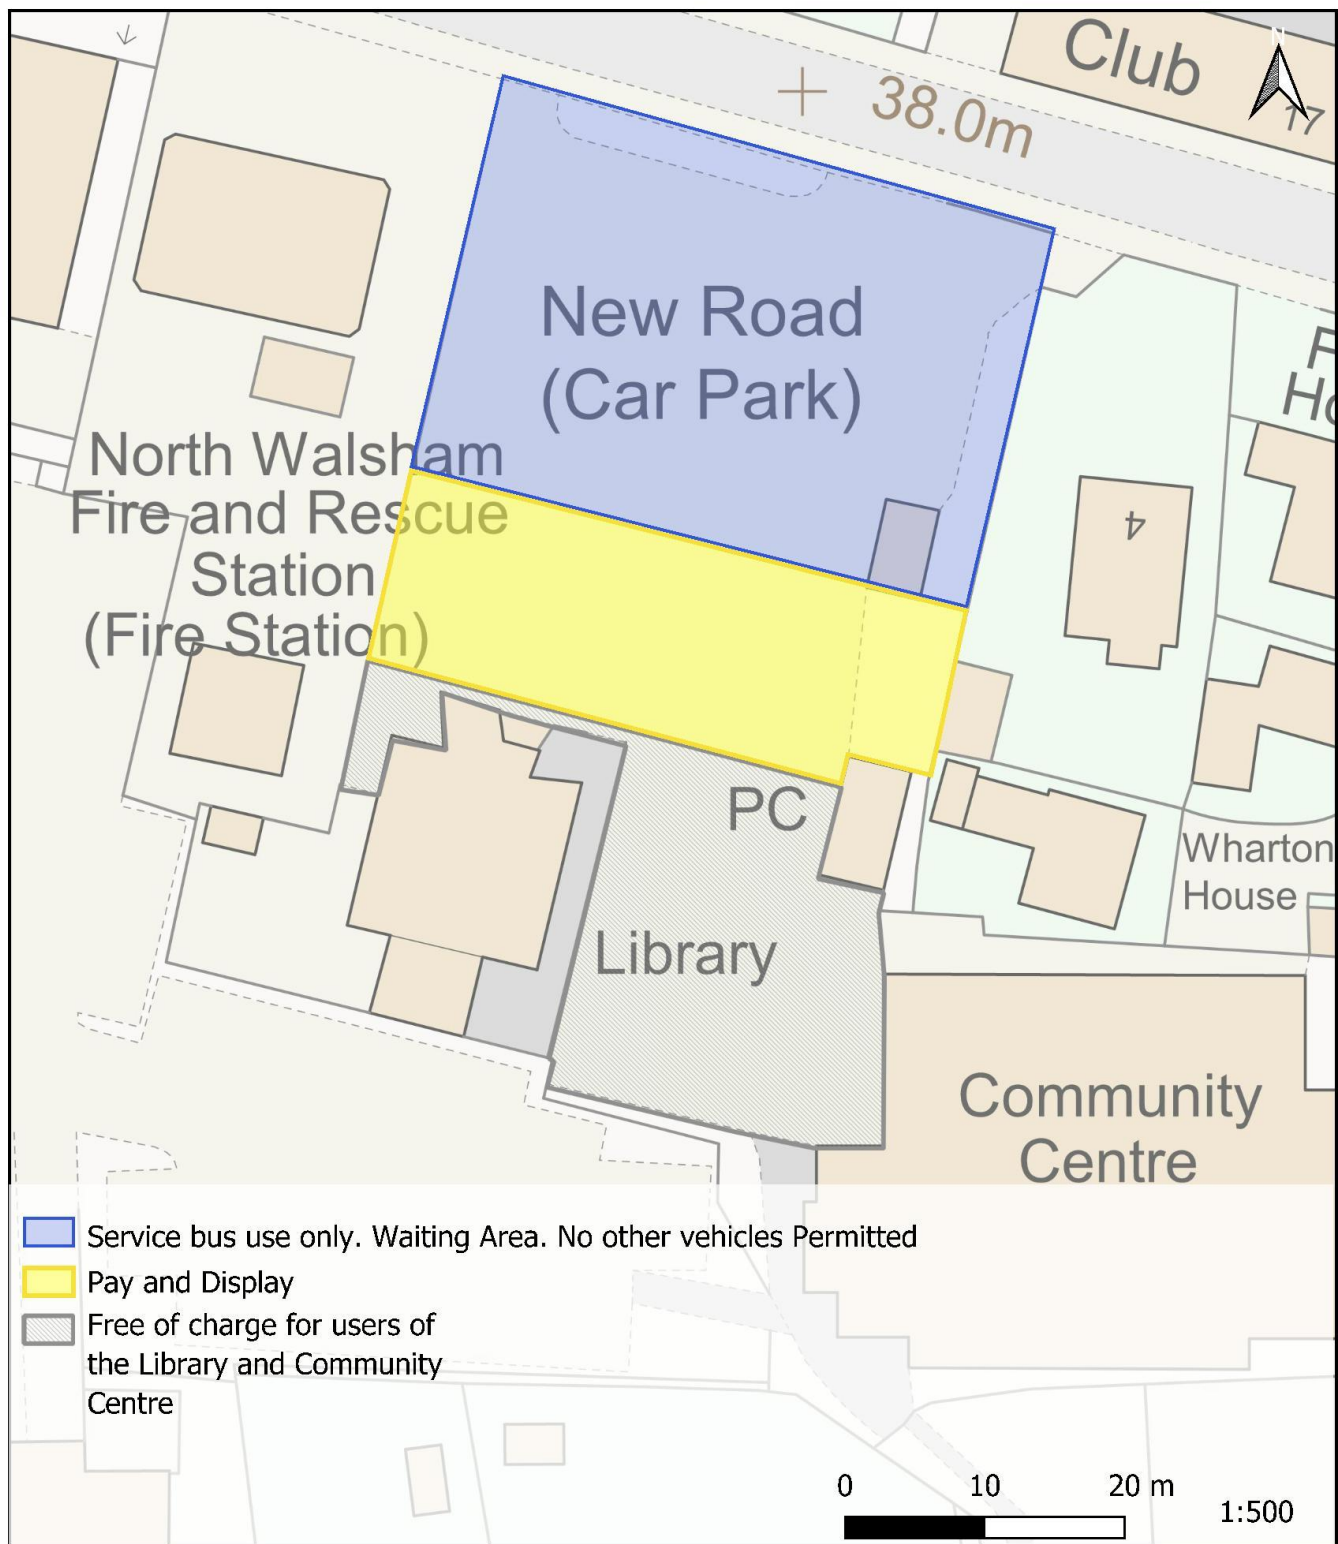 Club
17
N
38.0m
New Road
(Car Park)
North Walsham
Fire and Rescue
Station
(Fire Station)
4
PC
Wharton
House
Library
Community
Centre
Service bus use only. Waiting Area. No other vehicles Permitted
Pay and Display
Free of charge for users of
the Library and Community
Centre
0 10 20 m
1:500